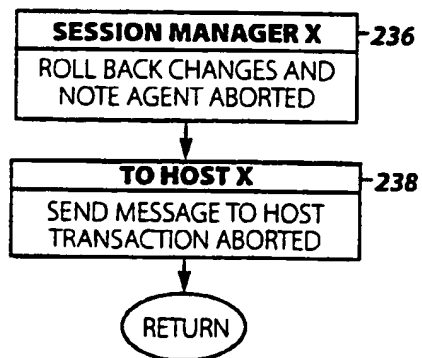 SESSION MANAGER X
236
ROLL BACK CHANGES AND
NOTE AGENT ABORTED
TO HOST X
238
SEND MESSAGE TO HOST
TRANSACTION ABORTED
RETURN